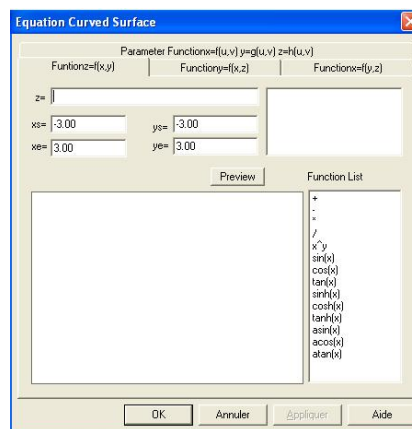 Equation Curved Surface
Parameter Functionx=f(u,v) y=g(u,v) z=h(u,v)
Funtionz=f(x,y) Functiony=f(x,z) Functionx=f(y,z)
z=
xs= -3.00 ys= -3.00
xe= 3.00 ye= 3.00
Preview Function List
+
-
*
/
x^y
sin(x)
cos(x)
tan(x)
sinh(x)
cosh(x)
tanh(x)
asin(x)
acos(x)
atan(x)
OK Annuler Appliquer Aide